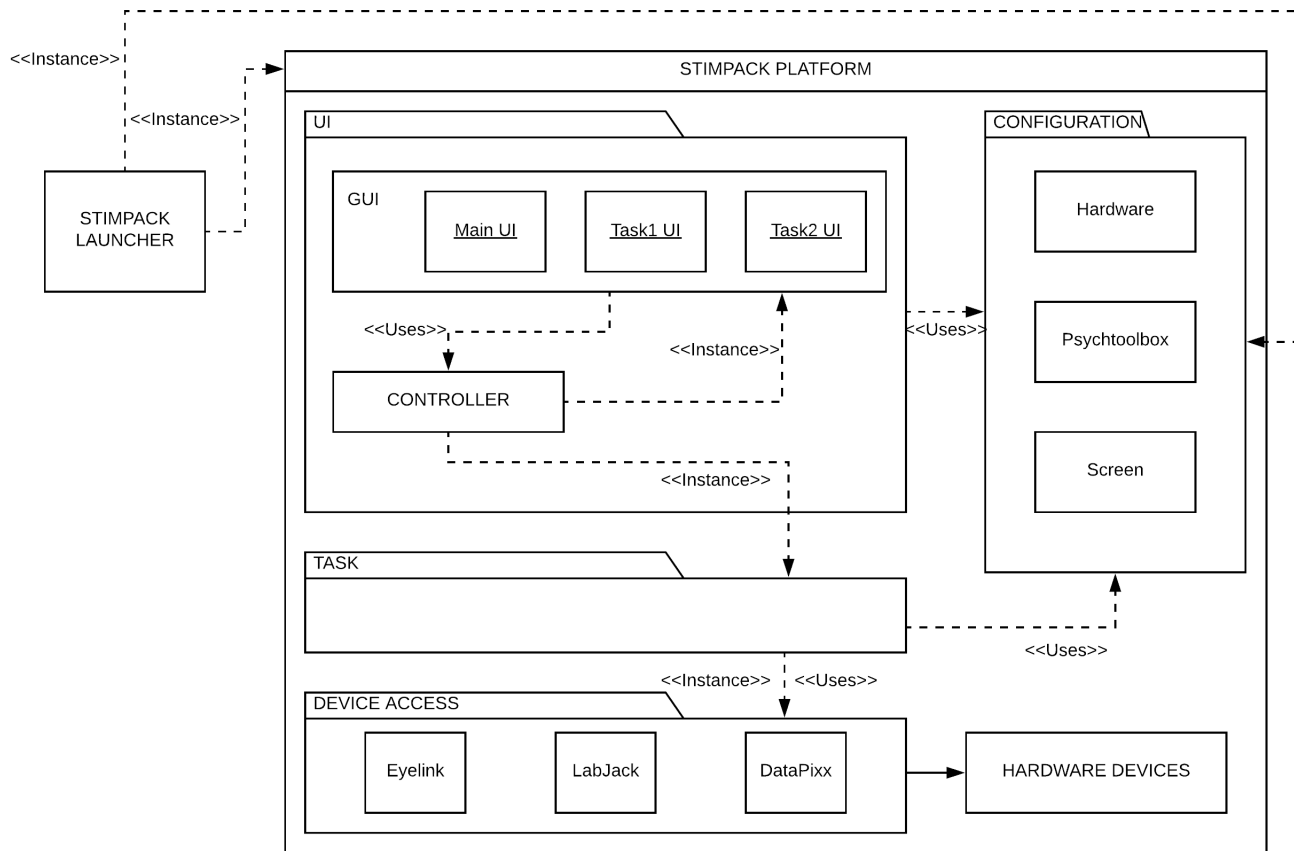 <<Instance>>
STIMPACK PLATFORM
<<Instance>>
UI
CONFIGURATION
STIMPACK
LAUNCHER
GUI
Main UI
Task1 UI
Task2 UI
Hardware
<<Uses>>
<<Instance>>
<<Uses>>
Psychtoolbox
CONTROLLER
<<Instance>>
Screen
TASK
<<Uses>>
<<Instance>>
<<Uses>>
DEVICE ACCESS
Eyelink
LabJack
DataPixx
HARDWARE DEVICES